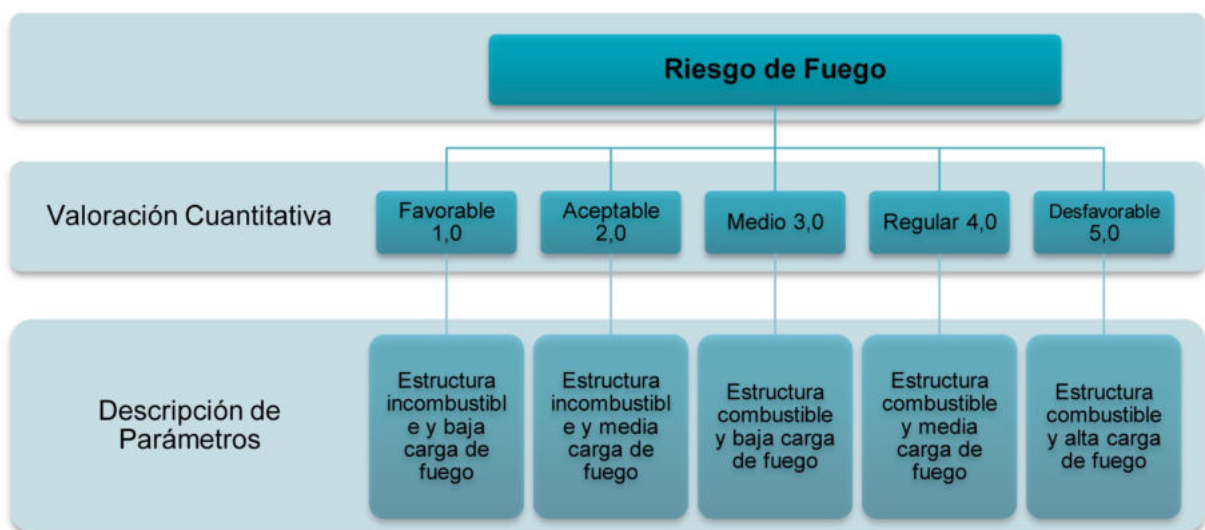 Riesgo de Fuego
Valoración Cuantitativa
Favorable
1,0
Aceptable
2,0
Medio 3,0
Regular 4,0
Desfavorable
5,0
Descripción de
Parámetros
Estructura
incombustibl
e y baja
carga de
fuego
Estructura
incombustibl
e y media
carga de
fuego
Estructura
combustible
y baja carga
de fuego
Estructura
combustible
y media
carga de
fuego
Estructura
combustible
y alta carga
de fuego